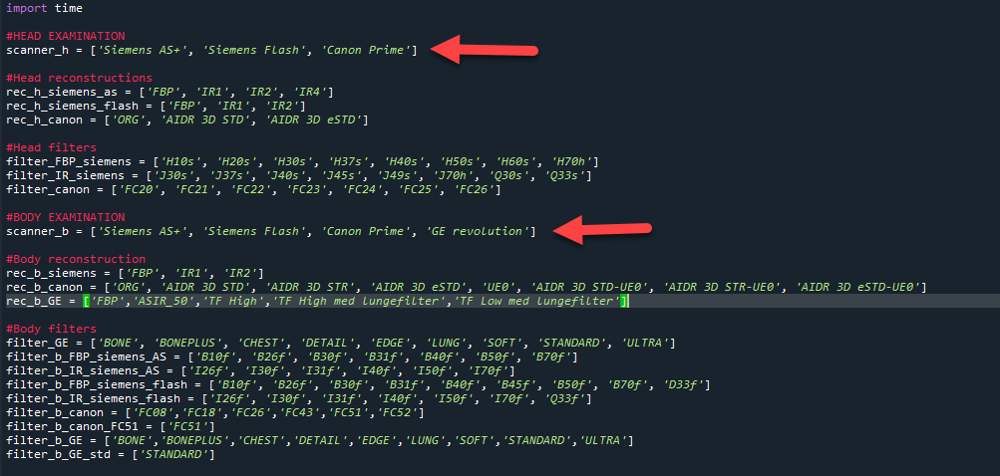 import time
#HEAD EXAMINATION
scanner_h = ['Siemens AS+', 'Siemens Flash', 'Canon Prime']
#Head reconstructions
rec_h_siemens_as = ['FBP', 'IR1', 'IR2', 'IR4']
rec_h_siemens_flash = ['FBP', 'IR1', 'IR2']
rec_h_canon = ['ORG', 'AIDR 3D STD', 'AIDR 3D eSTD']
#Head filters
filter_FBP_siemens = ['H10s', 'H20s', 'H30s', 'H37s', 'H40s', 'H50s', 'H60s', 'H70h']
filter_IR_siemens = ['J30s', 'J37s', 'J40s', 'J45s', 'J49s', 'J70h', 'Q30s', 'Q33s']
filter_canon = ['FC20', 'FC21', 'FC22', 'FC23', 'FC24', 'FC25', 'FC26']
#BODY EXAMINATION
scanner_b = ['Siemens AS+', 'Siemens Flash', 'Canon Prime', 'GE revolution']
#Body reconstruction
rec_b_siemens = ['FBP', 'IR1', 'IR2']
rec_b_canon = ['ORG', 'AIDR 3D STD', 'AIDR 3D STR', 'AIDR 3D eSTD', 'UE0', 'AIDR 3D STD-UE0', 'AIDR 3D STR-UE0', 'AIDR 3D eSTD-UE0']
rec_b_GE = ['FBP','ASIR_50','TF High','TF High med lungefilter','TF Low med lungefilter']
#Body filters
filter_GE = ['BONE', 'BONEPLUS', 'CHEST', 'DETAIL', 'EDGE', 'LUNG', 'SOFT', 'STANDARD', 'ULTRA']
filter_b_FBP_siemens_AS = ['B10f', 'B26f', 'B30f', 'B31f', 'B40f', 'B50f', 'B70f']
filter_b_IR_siemens_AS = ['I26f', 'I30f', 'I31f', 'I40f', 'I50f', 'I70f']
filter_b_FBP_siemens_flash = ['B10f', 'B26f', 'B30f', 'B31f', 'B40f', 'B45f', 'B50f', 'B70f', 'D33f']
filter_b_IR_siemens_flash = ['I26f', 'I30f', 'I31f', 'I40f', 'I50f', 'I70f', 'Q33f']
filter_b_canon = ['FC08','FC18','FC26','FC43','FC51','FC52']
filter_b_canon_FC51 = ['FC51']
filter_b_GE = ['BONE','BONEPLUS','CHEST','DETAIL','EDGE','LUNG','SOFT','STANDARD','ULTRA']
filter_b_GE_std = ['STANDARD']